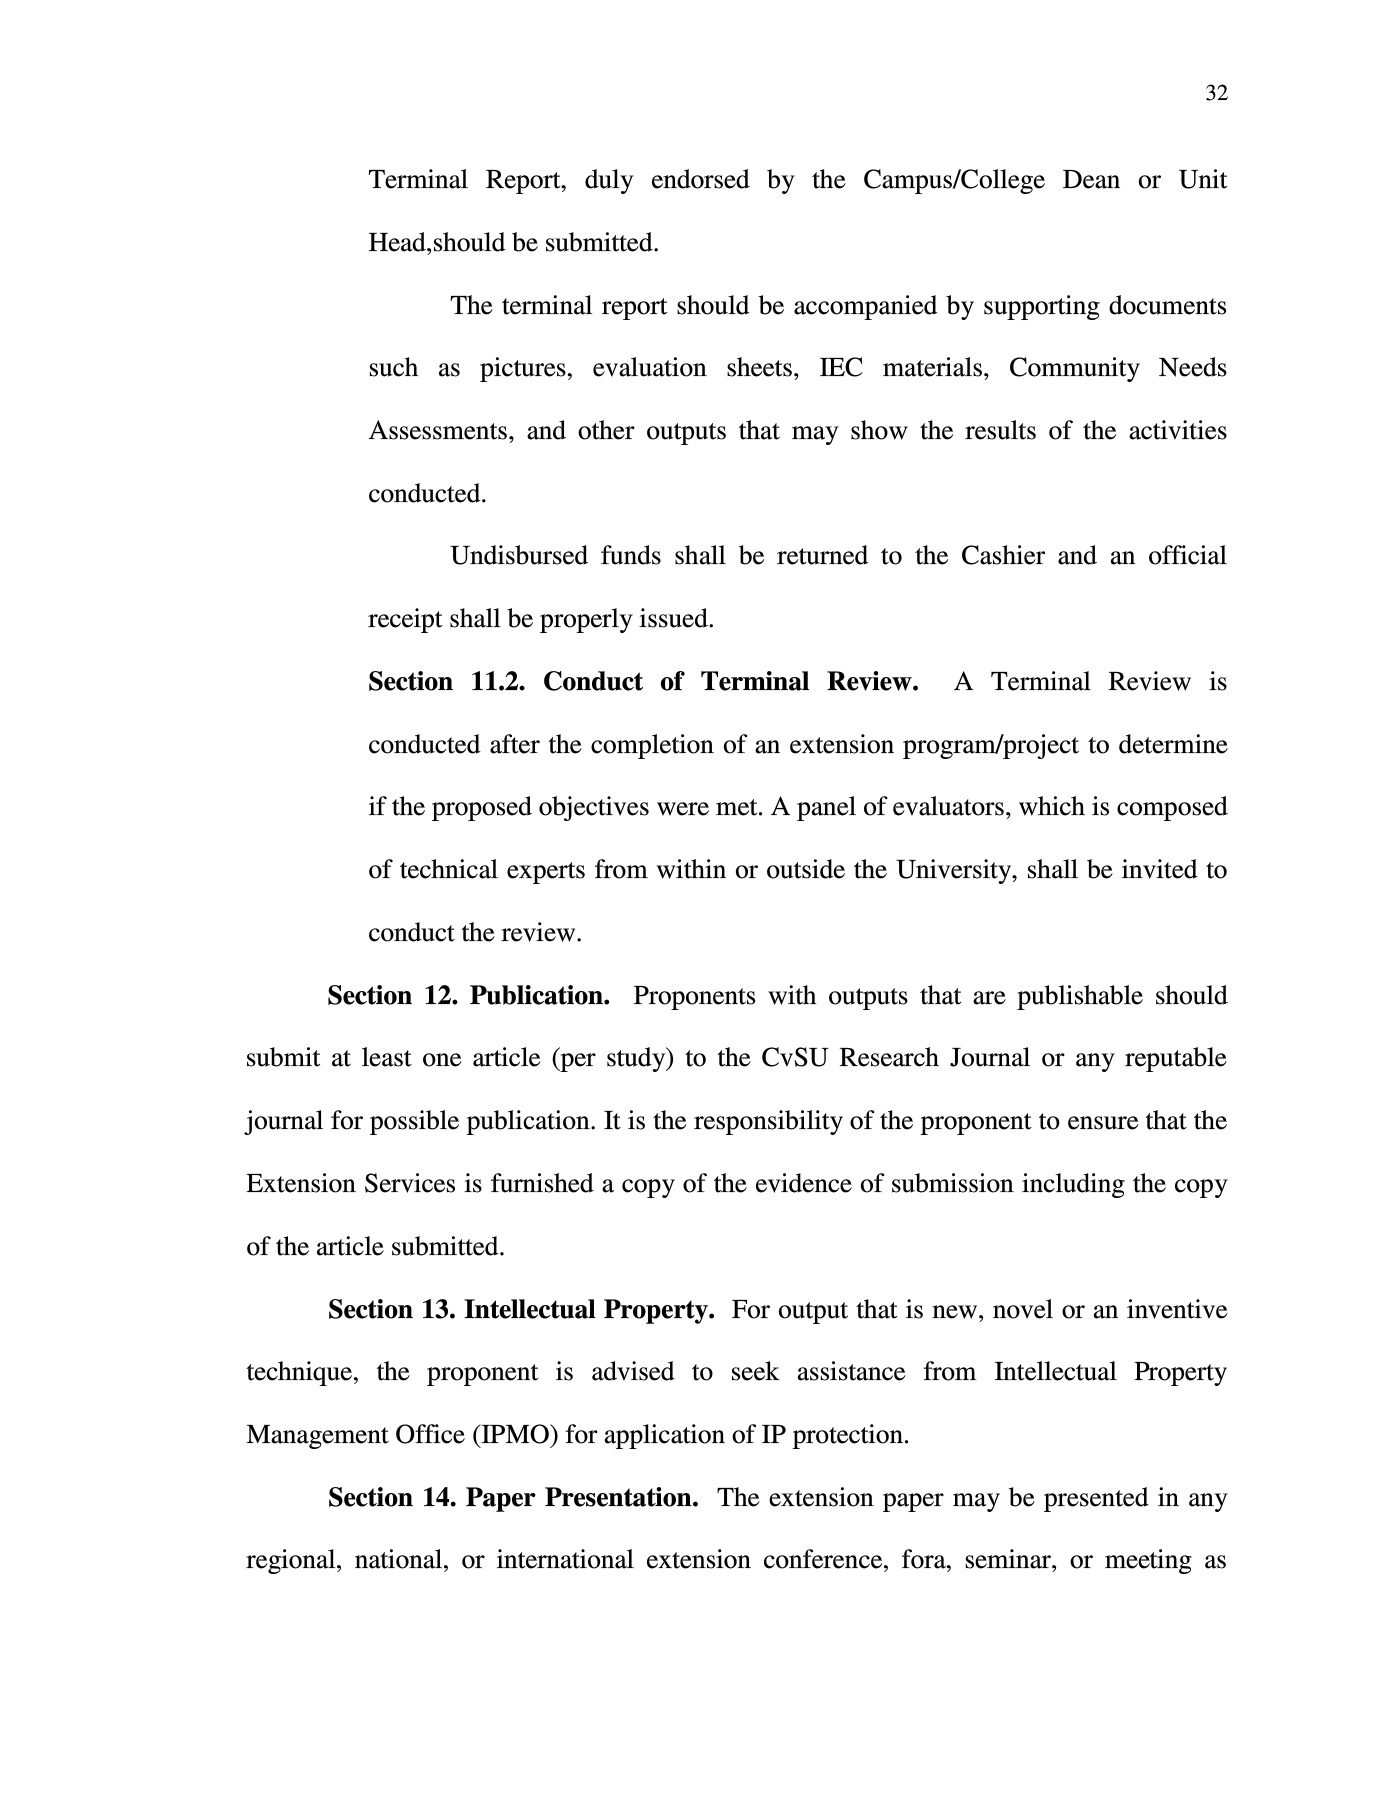 32
Terminal Report, duly endorsed by the Campus/College Dean or Unit
Head,should be submitted.
The terminal report should be accompanied by supporting documents
such as pictures, evaluation sheets, IEC materials, Community Needs
Assessments, and other outputs that may show the results of the activities
conducted.
Undisbursed funds shall be returned to the Cashier and an official
receipt shall be properly issued.
Section 11.2. Conduct of Terminal Review. A Terminal Review is
conducted after the completion of an extension program/project to determine
if the proposed objectives were met. A panel of evaluators, which is composed
of technical experts from within or outside the University, shall be invited to
conduct the review.
Section 12. Publication. Proponents with outputs that are publishable should
submit at least one article (per study) to the CvSU Research Journal or any reputable
journal for possible publication. It is the responsibility of the proponent to ensure that the
Extension Services is furnished a copy of the evidence of submission including the copy
of the article submitted.
Section 13. Intellectual Property. For output that is new, novel or an inventive
technique, the proponent is advised to seek assistance from Intellectual Property
Management Office (IPMO) for application of IP protection.
Section 14. Paper Presentation. The extension paper may be presented in any
regional, national, or international extension conference, fora, seminar, or meeting as